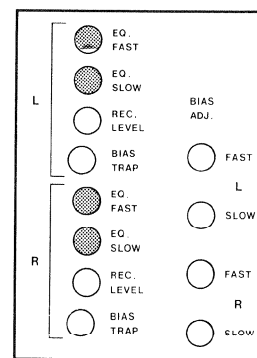 EQ.
FAST
EQ.
SLOW
L
REC.
LEVEL
BIAS
TRAP
BIAS
ADJ.
FAST
L
SLOW
EQ.
FAST
EQ.
SLOW
R
REC.
LEVEL
BIAS
TRAP
FAST
R
SLOW